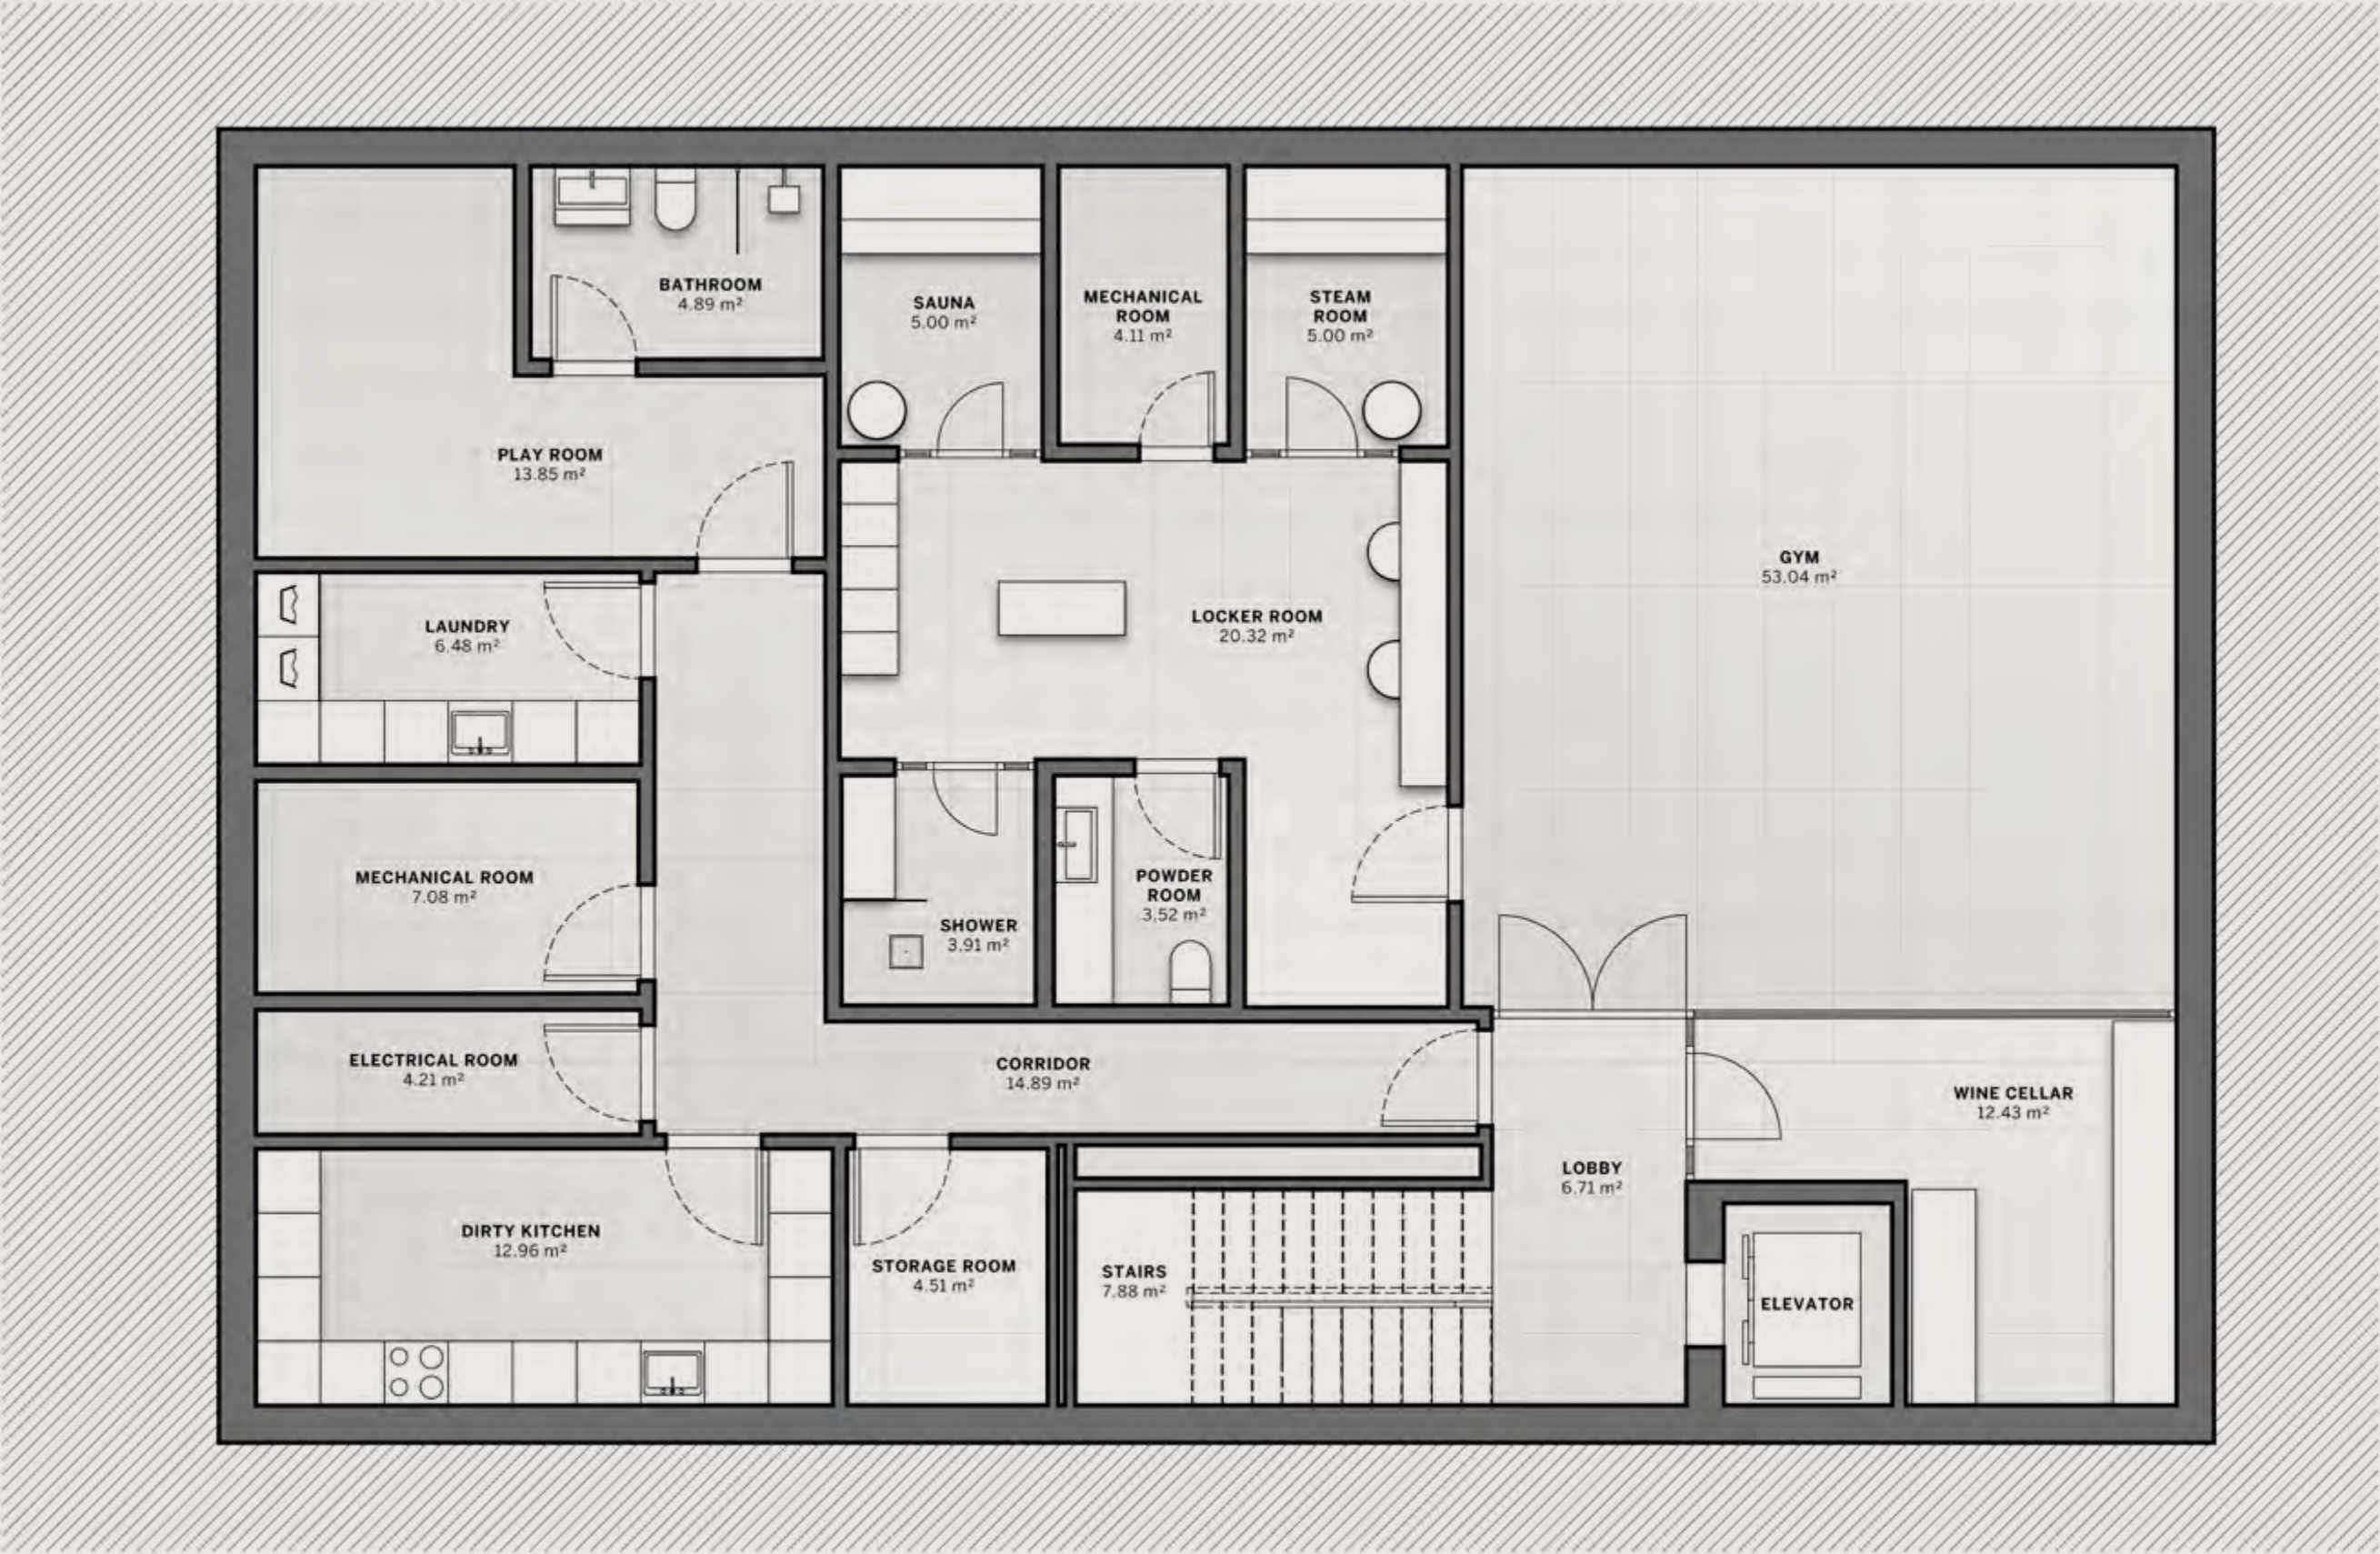 BATHROOM
4.89 m²
SAUNA
5.00 m²
MECHANICAL
ROOM
4.11 m²
STEAM
ROOM
5.00 m²
PLAY ROOM
13.85 m²
GYM
53.04 m²
LAUNDRY
6.48 m²
LOCKER ROOM
20.32 m²
MECHANICAL ROOM
7.08 m²
POWDER
ROOM
3.52 m²
SHOWER
3.91 m²
ELECTRICAL ROOM
4.21 m²
CORRIDOR
14.89 m²
WINE CELLAR
12.43 m²
LOBBY
6.71 m²
DIRTY KITCHEN
12.96 m²
STORAGE ROOM
4.51 m²
STAIRS
7.88 m²
ELEVATOR